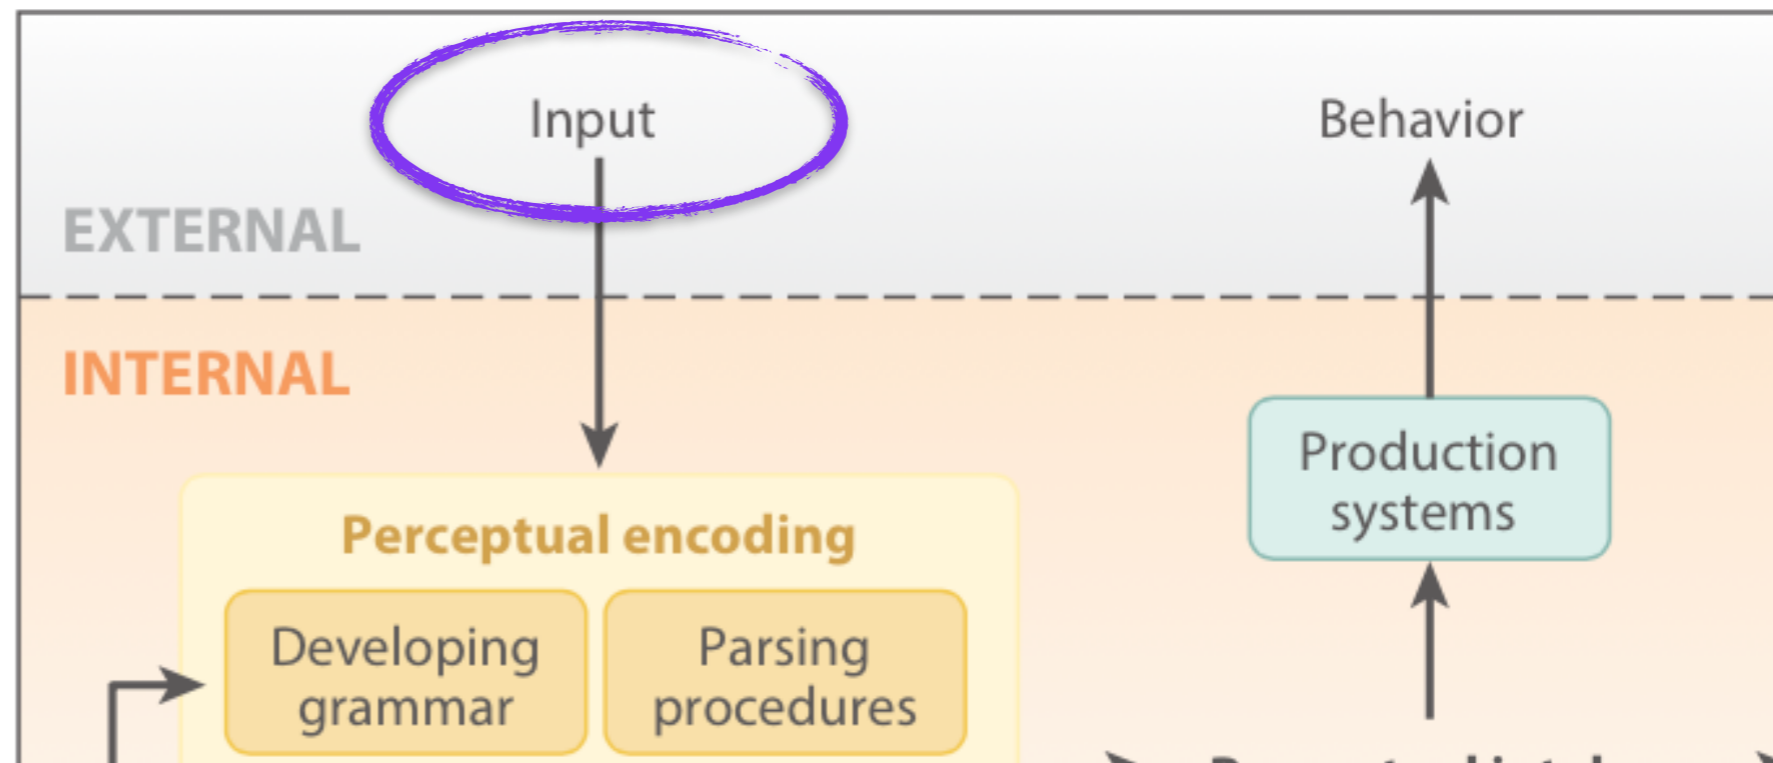 Input
Behavior
EXTERNAL
INTERNAL
Production
systems
Perceptual encoding
Developing
grammar
Parsing
procedures